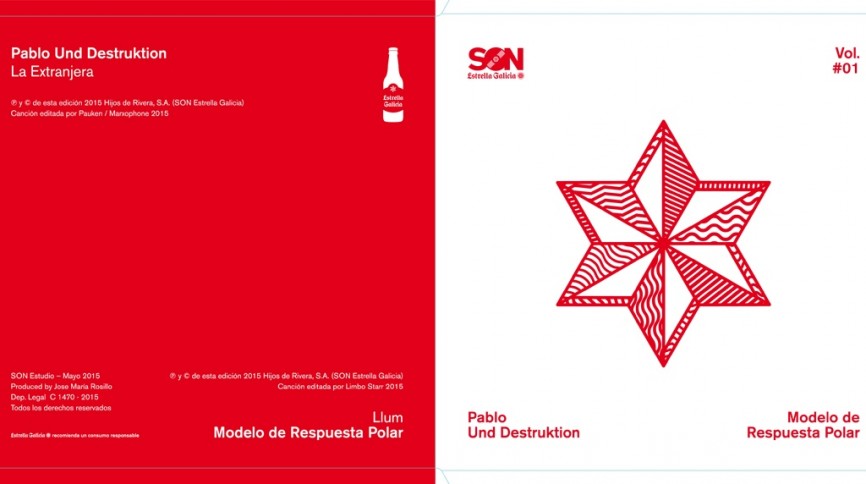 Pablo Und Destruktion
La Extranjera
℗ y © de esta edición 2015 Hijos de Rivera, S.A. (SON Estrella Galicia)
Canción editada por Pauken / Marxophone 2015
Estrella
Galicia
SON Estudio – Mayo 2015
Produced by Jose María Rosillo
Dep. Legal C 1470 - 2015
Todos los derechos reservados
Estrella Galicia recomienda un consumo responsable
℗ y © de esta edición 2015 Hijos de Rivera, S.A. (SON Estrella Galicia)
Canción editada por Limbo Starr 2015
Llum
Modelo de Respuesta Polar
SON
Estrella Galicia
Vol.
#01
Pablo
Und Destruktion
Modelo de
Respuesta Polar